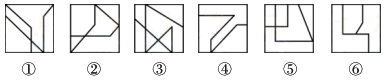 ① ② ③ ④ ⑤ ⑥